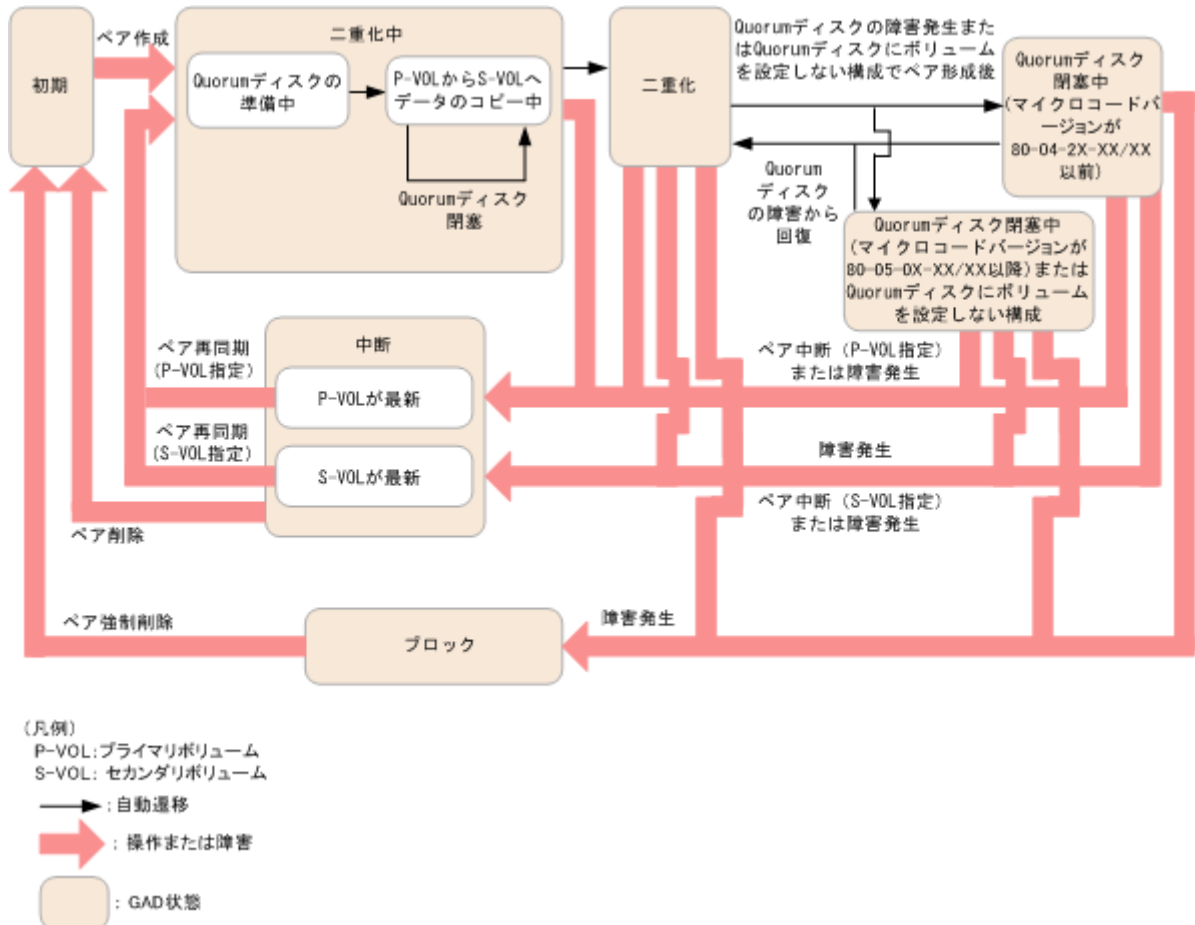 ペア作成
初期
二重化中
Quorumディスクの
準備中
P-VOLからS-VOLへ
データのコピー中
Quorumディスク
閉塞
二重化
Quorumディスクの障害発生また
はQuorumディスクにボリューム
を設定しない構成でペア形成後
Quorumディスク
閉塞中
(マイクロコードバ
ージョンが
80-04-2X-XX/XX
以前)
Quorum
ディスク
の障害から
回復
Quorumディスク閉塞中
(マイクロコードバージョンが
80-05-0X-XX/XX以降)または
Quorumディスクにボリューム
を設定しない構成
ペア再同期
(P-VOL指定)
中断
P-VOLが最新
ペア中断 (P-VOL指定)
または障害発生
ペア再同期
(S-VOL指定)
S-VOLが最新
障害発生
ペア中断 (S-VOL指定)
または障害発生
ペア削除
ペア強制削除
ブロック
障害発生
(凡例)
P-VOL:プライマリボリューム
S-VOL: セカンダリボリューム
:自動遷移
: 操作または障害
: GAD状態